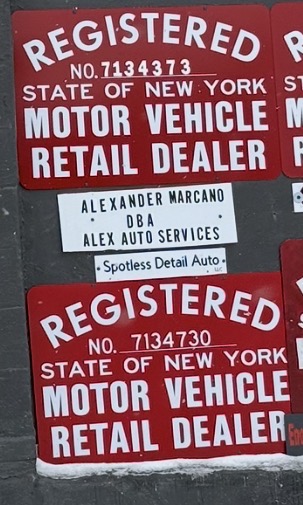 REGISTERED
NO. 7134373
STATE OF NEW YORK
MOTOR VEHICLE
RETAIL DEALER
ALEXANDER MARCANO
DBA
ALEX AUTO SERVICES
Spotless Detail Auto LLC
REGISTERED
NO. 7134730
STATE OF NEW YORK
MOTOR VEHICLE
RETAIL DEALER